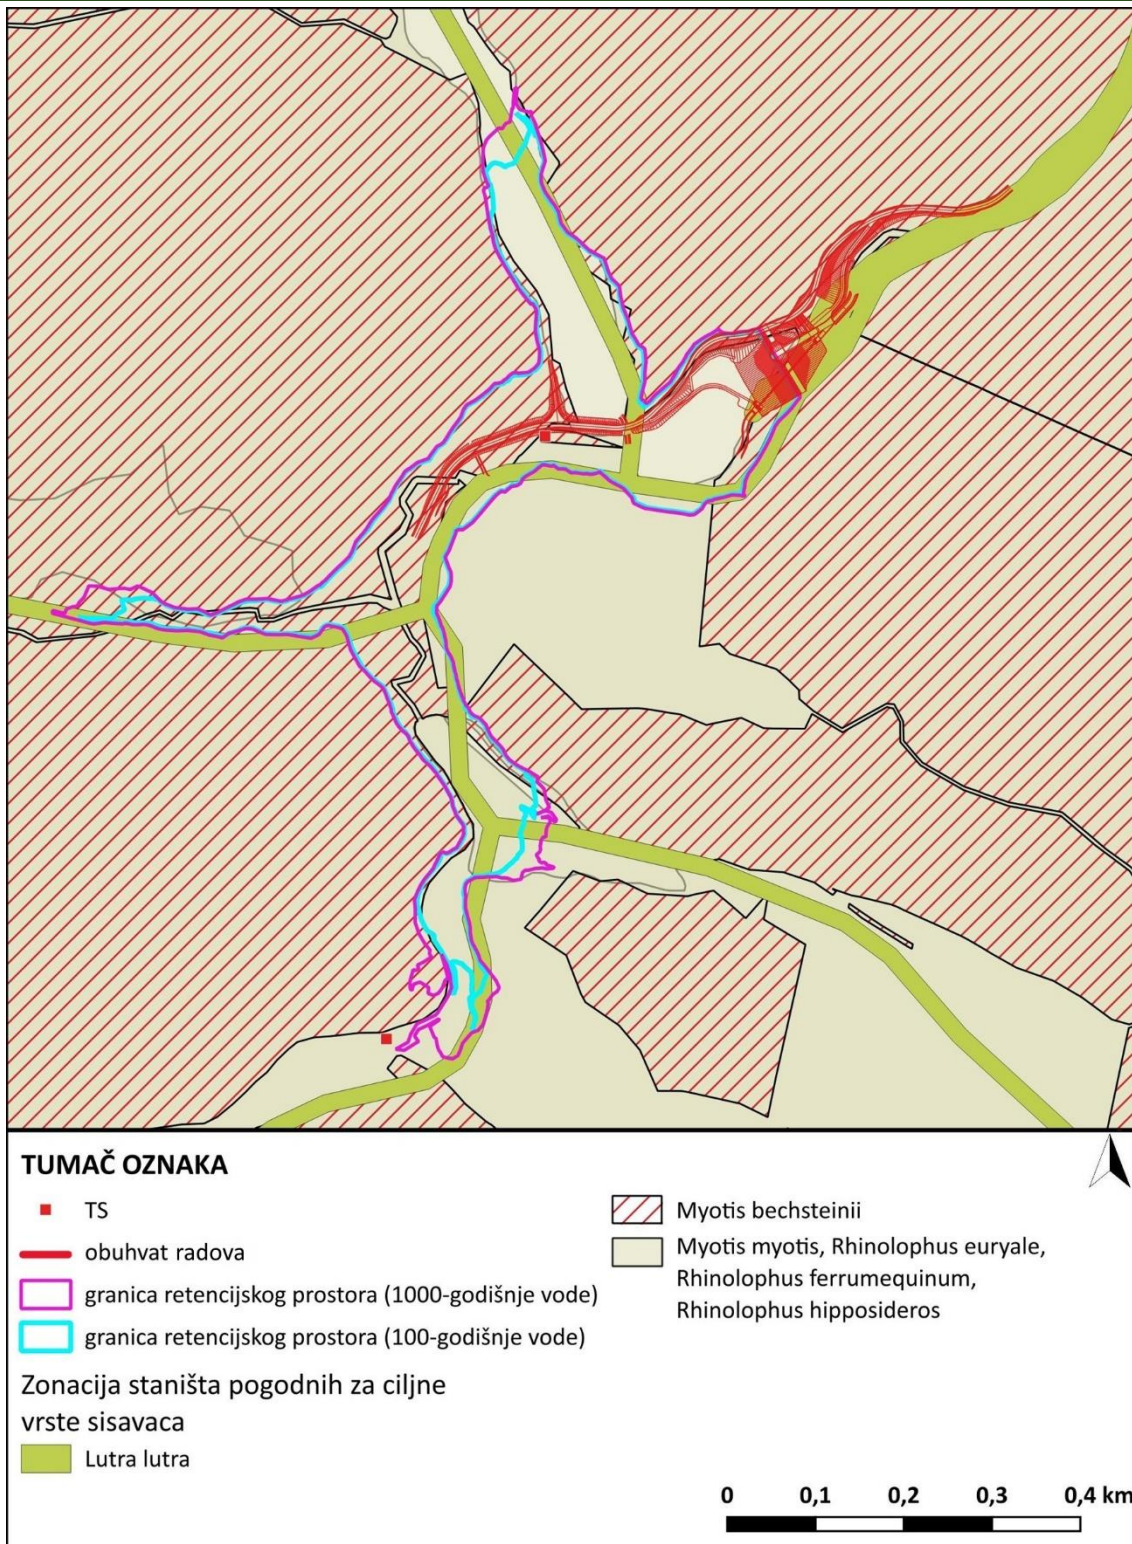 TUMAČ OZNAKA
TS
obuhvat radova
granica retencijskog prostora (1000-godišnje vode)
granica retencijskog prostora (100-godišnje vode)
Zonacija staništa pogodnih za ciljne
vrste sisavaca
Lutra lutra
Myotis bechsteinii
Myotis myotis, Rhinolophus euryale,
Rhinolophus ferrumequinum,
Rhinolophus hipposideros
0 0,1 0,2 0,3 0,4 km